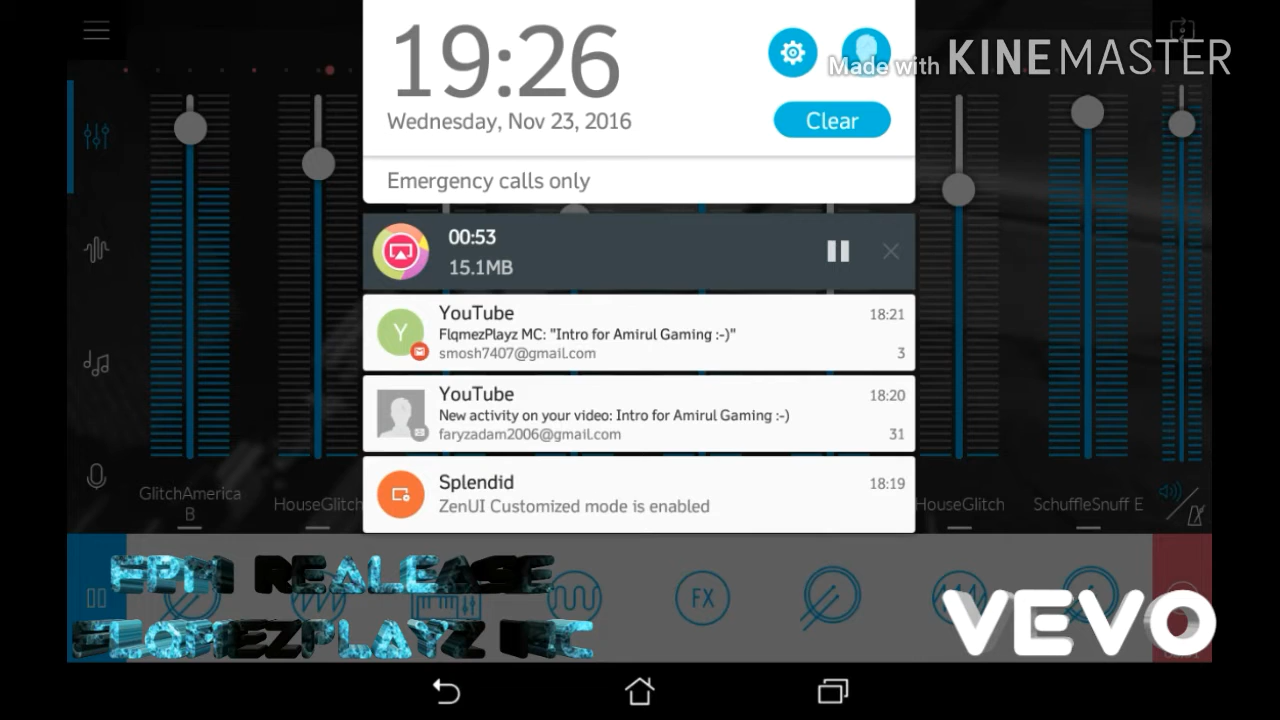 19:26
Made with KINEMASTER
Wednesday, Nov 23, 2016
Clear
Emergency calls only
00:53
15.1MB
YouTube
18:21
FlqmezPlayz MC: "Intro for Amirul Gaming :-)"
smosh7407@gmail.com
3
YouTube
18:20
New activity on your video: Intro for Amirul Gaming :-)
faryzadam2006@gmail.com
31
Splendid
18:19
ZenUI Customized mode is enabled
Y
GlitchAmerica
B
HouseGlitch
HouseGlitch
SchuffleSnuff E
REALEASE
FX
FLQMEZPLAYZ MC
VEVO